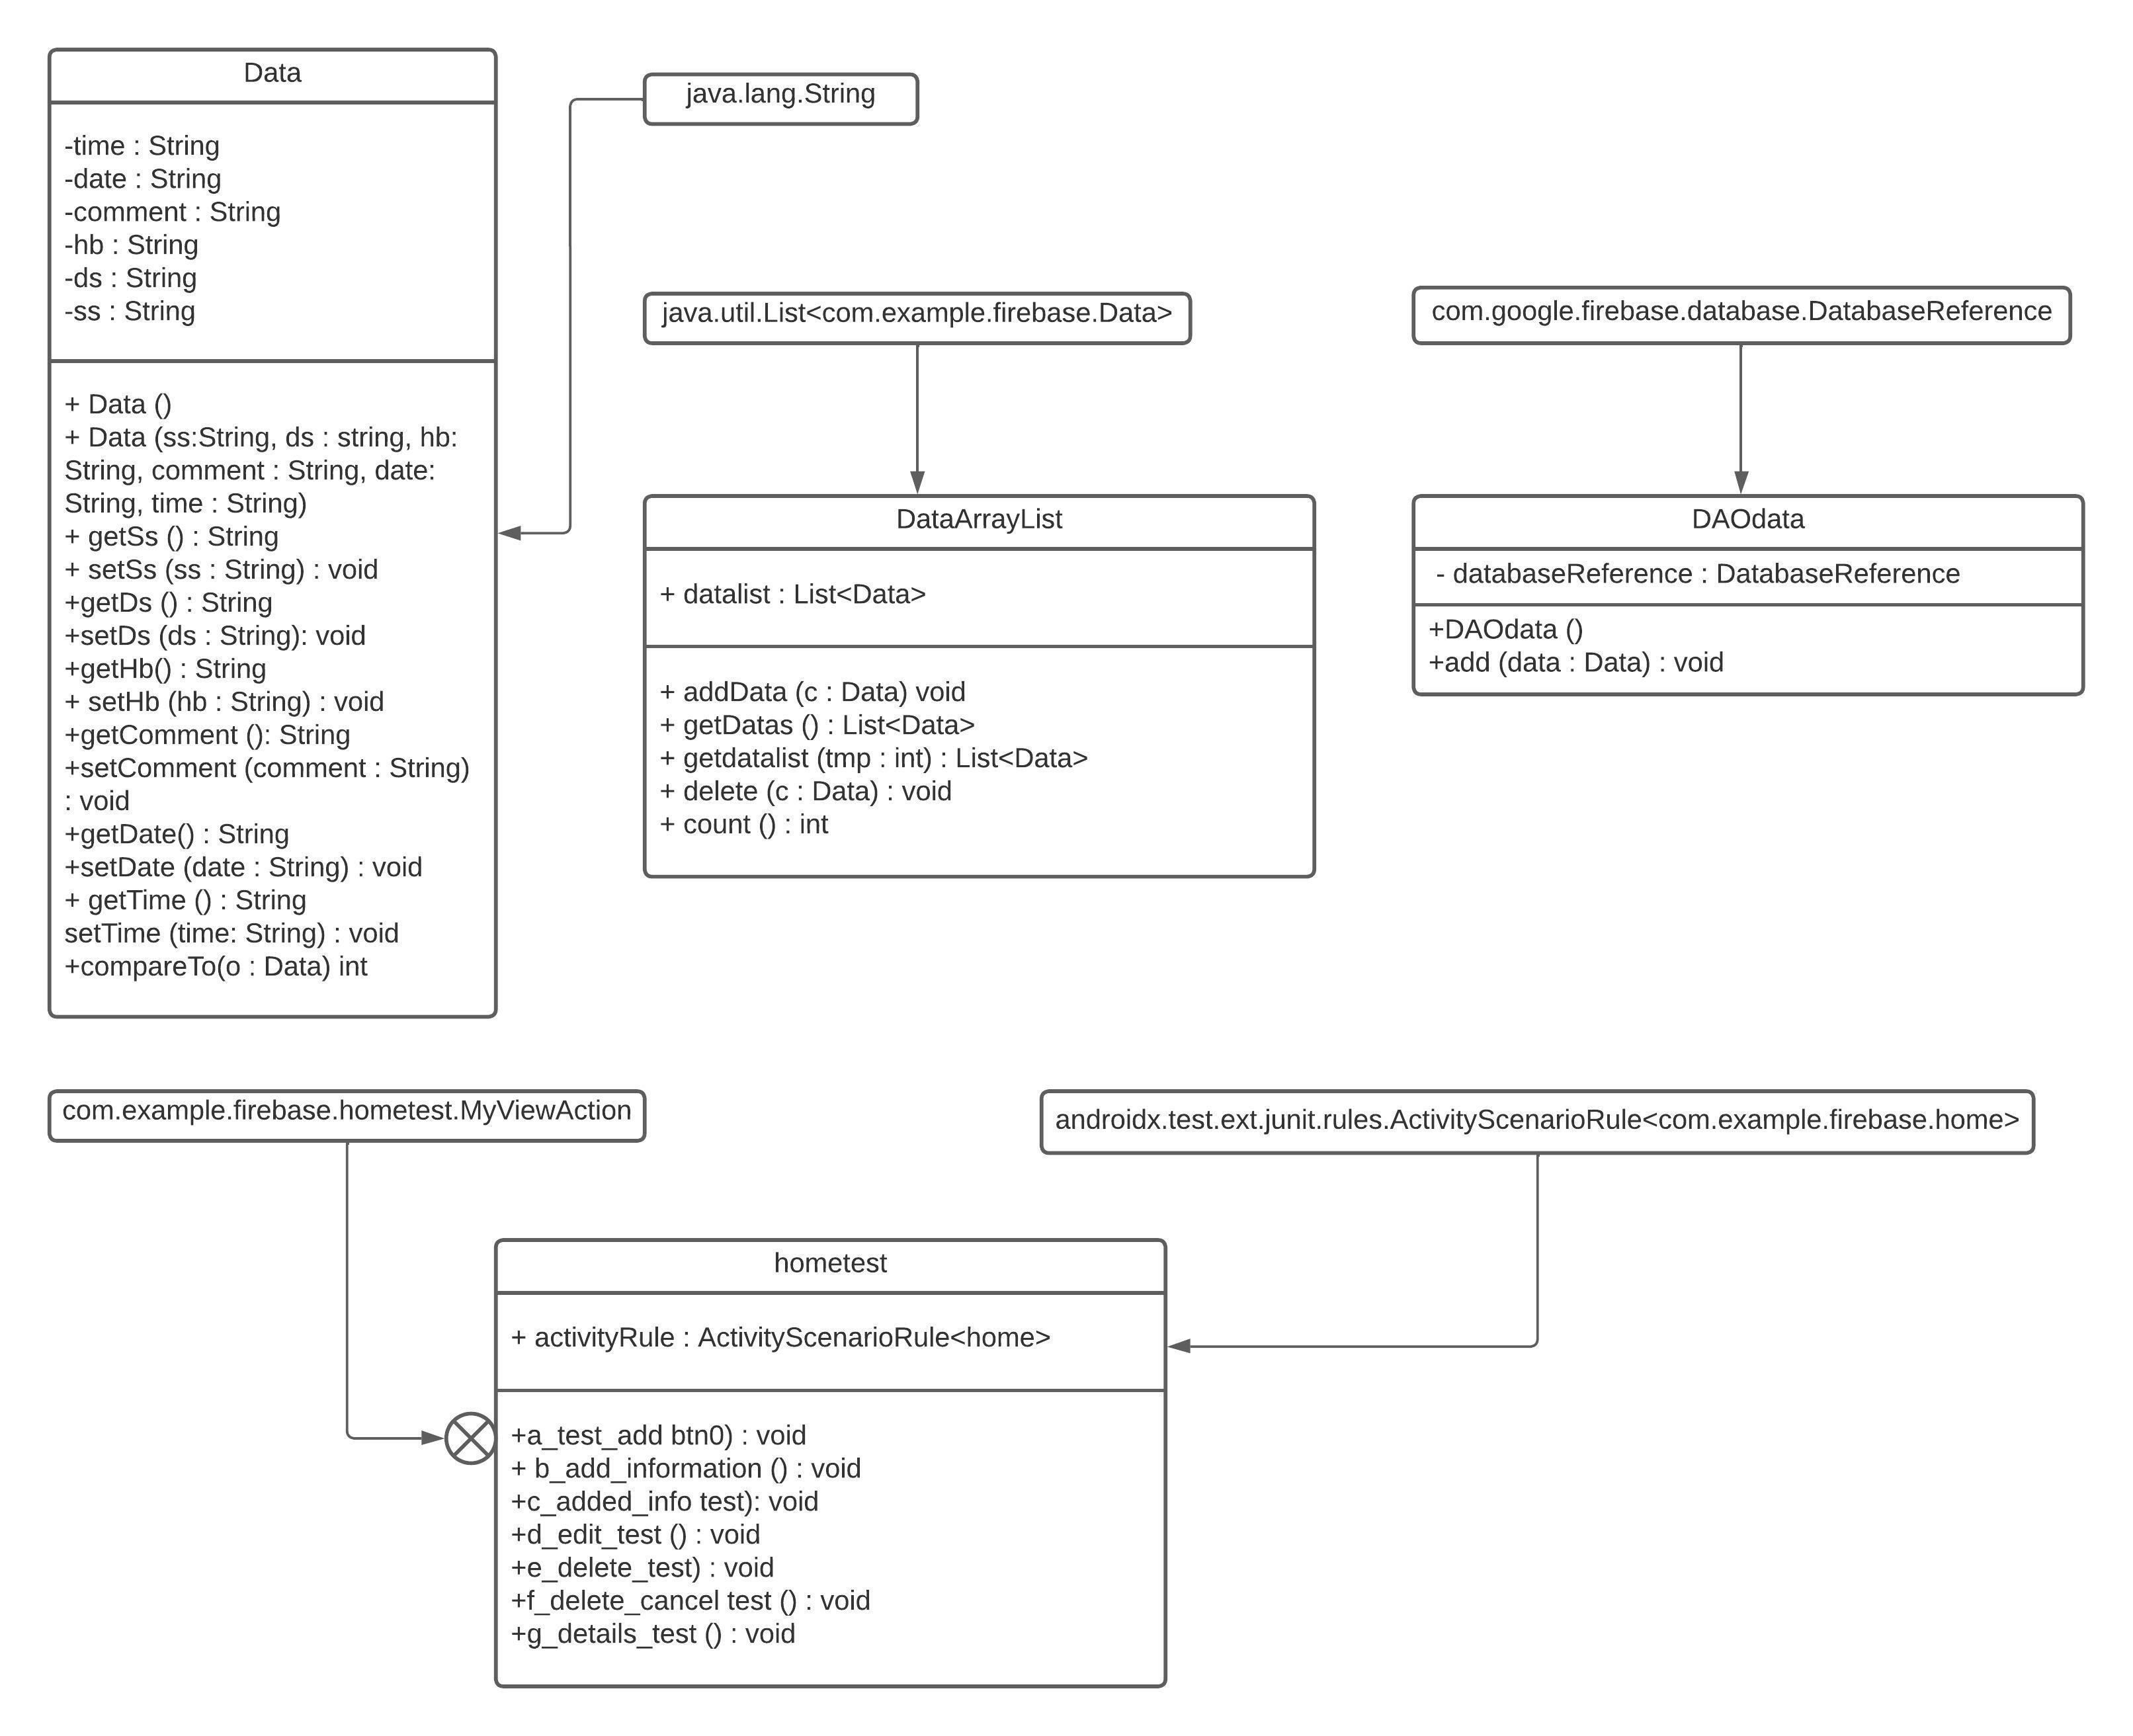 Data
-time : String
-date : String
-comment : String
-hb : String
-ds : String
-ss : String
+ Data ()
+ Data (ss:String, ds : string, hb:
String, comment : String, date:
String, time : String)
+ getSs () : String
+ setSs (ss : String) : void
+getDs () : String
+setDs (ds : String): void
+getHb() : String
+ setHb (hb : String) : void
+getComment (): String
+setComment (comment : String)
: void
+getDate() : String
+setDate (date : String) : void
+ getTime () : String
setTime (time: String) : void
+compareTo(o : Data) int
java.lang.String
java.util.List<com.example.firebase.Data>
DataArrayList
+ datalist : List<Data>
+ addData (c : Data) void
+ getDatas () : List<Data>
+ getdatalist (tmp : int) : List<Data>
+ delete (c : Data) : void
+ count () : int
com.google.firebase.database.DatabaseReference
DAOdata
- databaseReference : DatabaseReference
+DAOdata ()
+add (data : Data) : void
com.example.firebase.hometest.MyViewAction
androidx.test.ext.junit.rules.ActivityScenarioRule<com.example.firebase.home>
hometest
+ activityRule : ActivityScenarioRule<home>
+a_test_add btn0) : void
+ b_add_information () : void
+c_added_info test): void
+d_edit_test () : void
+e_delete_test) : void
+f_delete_cancel test () : void
+g_details_test () : void